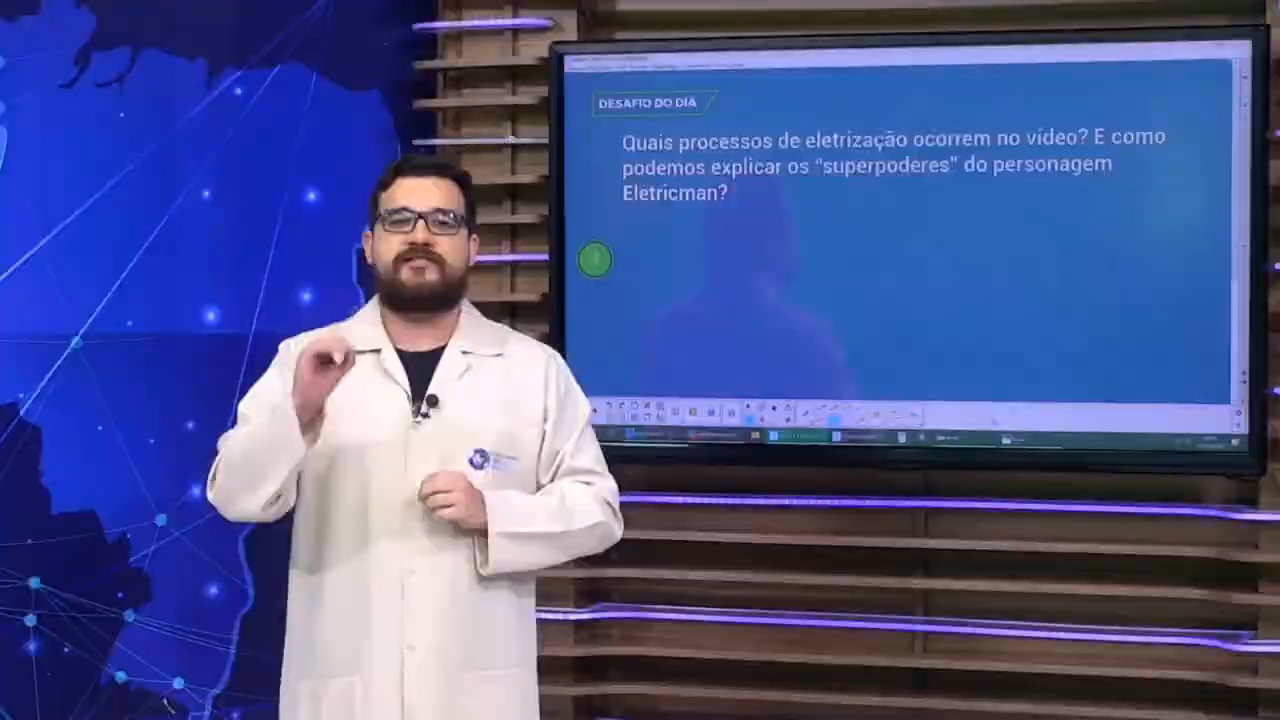 DESAFIO DO DIA
Quais processos de eletrização ocorrem no vídeo? E como
podemos explicar os “superpoderes” do personagem
Eletricman?